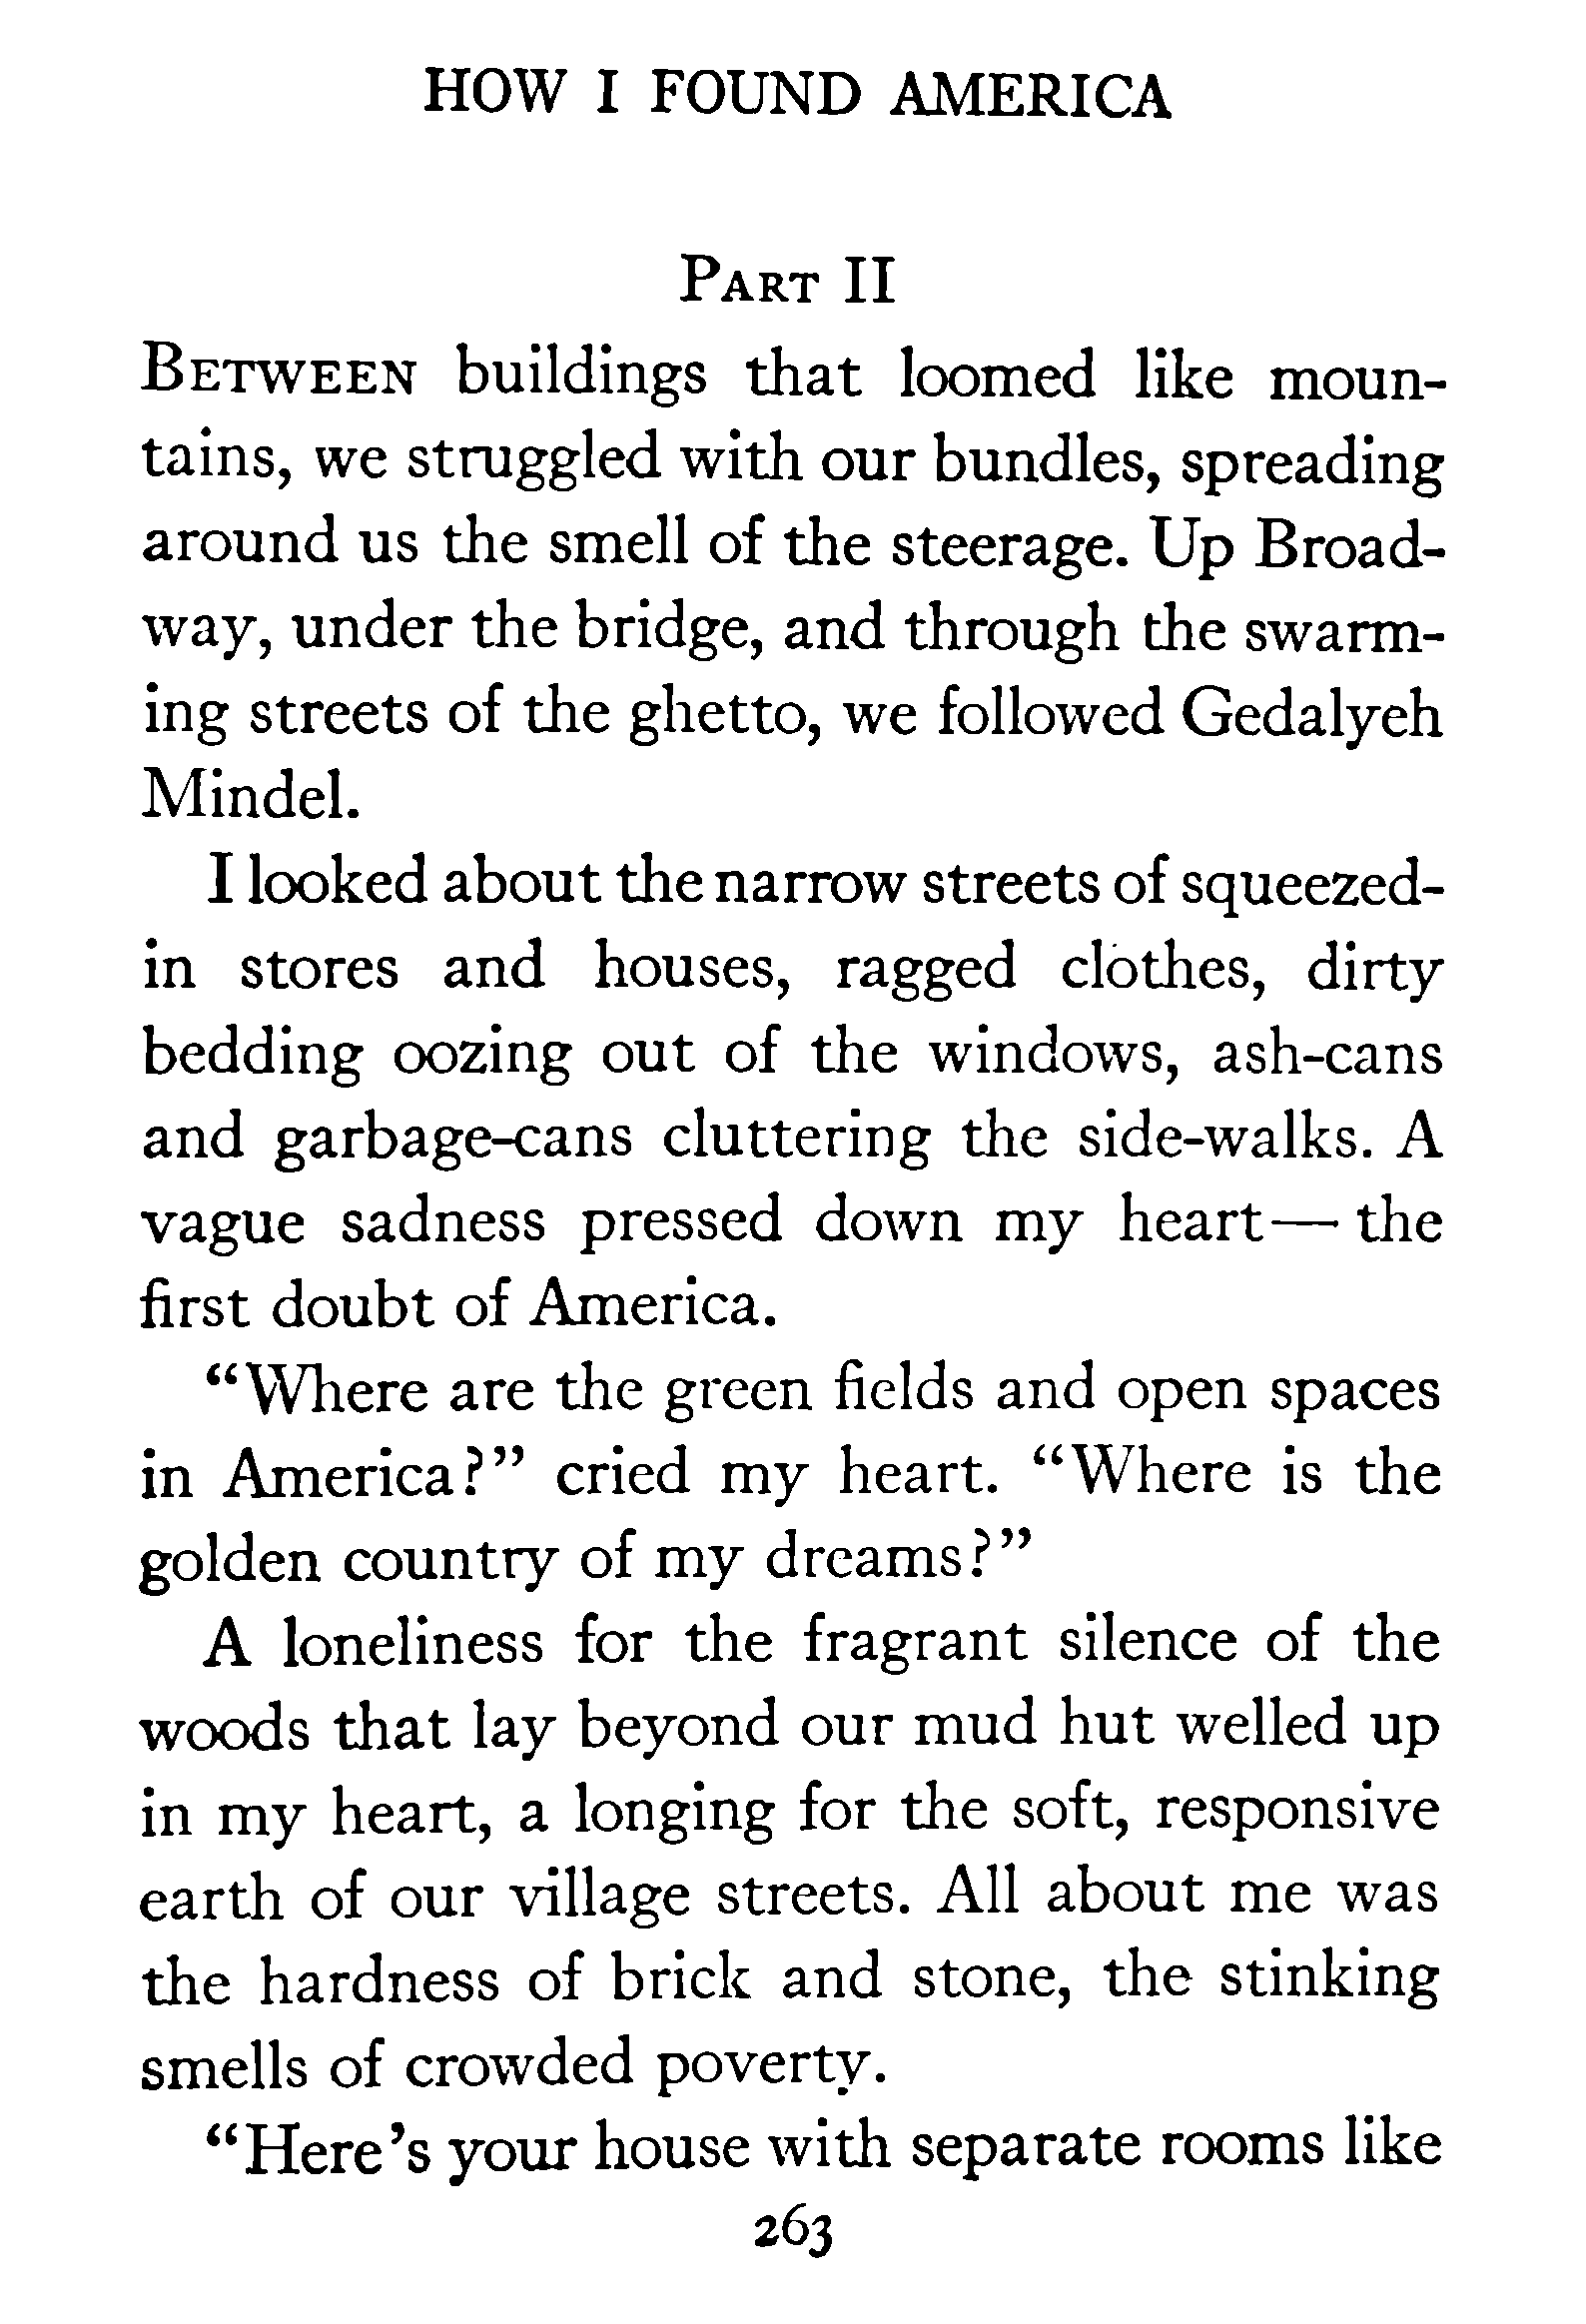 HOW I FOUND AMERICA
PART II
BETWEEN buildings that loomed like moun-
tains, we struggled with our bundles, spreading
around us the smell of the steerage. Up Broad-
way, under the bridge, and through the swarm-
ing streets of the ghetto, we followed Gedalyeh
Mindel.
I looked about the narrow streets of squeezed-
in stores and houses, ragged clothes, dirty
bedding oozing out of the windows, ash-cans
and garbage-cans cluttering the side-walks. A
vague sadness pressed down my heart — the
first doubt of America.
“Where are the green fields and open spaces
in America?” cried my heart. “Where is the
golden country of my dreams?”
A loneliness for the fragrant silence of the
woods that lay beyond our mud hut welled up
in my heart, a longing for the soft, responsive
earth of our village streets. All about me was
the hardness of brick and stone, the stinking
smells of crowded poverty.
“Here’s your house with separate rooms like
263